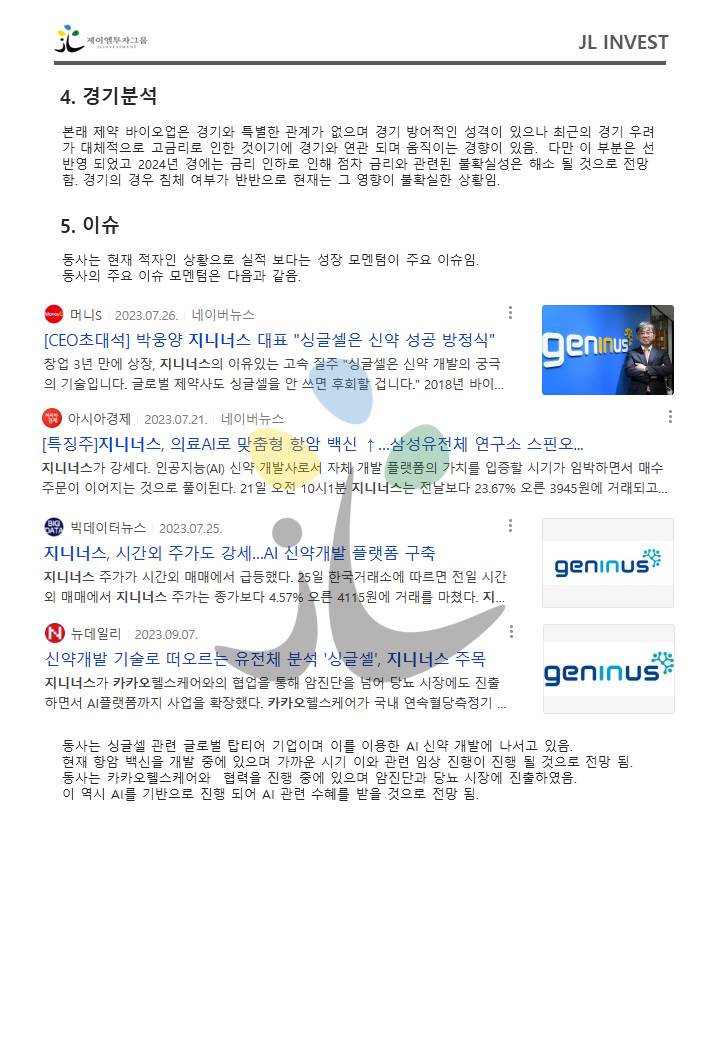 제이엘투자그룹
JLINVESTMENT
JL INVEST
4. 경기분석
본래 제약 바이오업은 경기와 특별한 관계가 없으며 경기 방어적인 성격이 있으나 최근의 경기 우려
가 대체적으로 고금리로 인한 것이기에 경기와 연관 되며 움직이는 경향이 있음. 다만 이 부분은 선
반영 되었고 2024년 경에는 금리 인하로 인해 점차 금리와 관련된 불확실성은 해소 될 것으로 전망
함. 경기의 경우 침체 여부가 반반으로 현재는 그 영향이 불확실한 상황임.
5. 이슈
동사는 현재 적자인 상황으로 실적 보다는 성장 모멘텀이 주요 이슈임.
동사의 주요 이슈 모멘텀은 다음과 같음.
머니S 2023.07.26. 네이버뉴스
[CEO초대석] 박웅양 지니너스 대표 "싱글셀은 신약 성공 방정식"
창업 3년 만에 상장, 지니너스의 이유있는 고속 질주 "싱글셀은 신약 개발의 궁극
의 기술입니다. 글로벌 제약사도 싱글셀을 안 쓰면 후회할 겁니다." 2018년 바이...
geninus
아시아경제 2023.07.21. 네이버뉴스
[특징주]지니너스, 의료AI로 맞춤형 항암 백신 ↑...삼성유전체 연구소 스핀오...
지니너스가 강세다. 인공지능(AI) 신약 개발사로서 자체 개발 플랫폼의 가치를 입증할 시기가 임박하면서 매수
주문이 이어지는 것으로 풀이된다. 21일 오전 10시1분 지니너스는 전날보다 23.67% 오른 3945원에 거래되고...
BIG DATA 빅데이터뉴스 2023.07.25.
지니너스, 시간외 주가도 강세...AI 신약개발 플랫폼 구축
지니너스 주가가 시간외 매매에서 급등했다. 25일 한국거래소에 따르면 전일 시간
외 매매에서 지니너스 주가는 종가보다 4.57% 오른 4115원에 거래를 마쳤다. 지...
geninus
뉴데일리 2023.09.07.
신약개발 기술로 떠오르는 유전체 분석 '싱글셀', 지니너스 주목
지니너스가 카카오헬스케어와의 협업을 통해 암진단을 넘어 당뇨 시장에도 진출
하면서 AI플랫폼까지 사업을 확장했다. 카카오헬스케어가 국내 연속혈당측정기 ...
geninus
동사는 싱글셀 관련 글로벌 탑티어 기업이며 이를 이용한 AI 신약 개발에 나서고 있음.
현재 항암 백신을 개발 중에 있으며 가까운 시기 이와 관련 임상 진행이 진행 될 것으로 전망 됨.
동사는 카카오헬스케어와 협력을 진행 중에 있으며 암진단과 당뇨 시장에 진출하였음.
이 역시 AI를 기반으로 진행 되어 AI 관련 수혜를 받을 것으로 전망 됨.